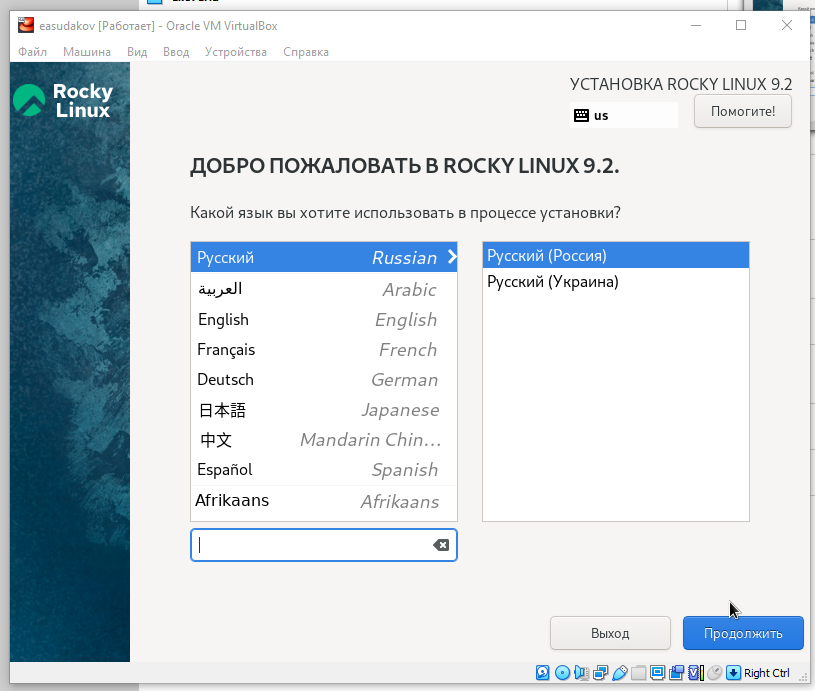 easudakov [Работает] - Oracle VM VirtualBox
Файл Машина Вид Ввод Устройства Справка
Rocky
Linux
УСТАНОВКА ROCKY LINUX 9.2
us
Помогите!
ДОБРО ПОЖАЛОВАТЬ В ROCKY LINUX 9.2.
Какой язык вы хотите использовать в процессе установки?
Русский Russian
العربية Arabic
English English
Français French
Deutsch German
日本語 Japanese
中文 Mandarin Chin...
Español Spanish
Afrikaans Afrikaans
Русский (Россия)
Русский (Украина)
Выход
Продолжить
Right Ctrl